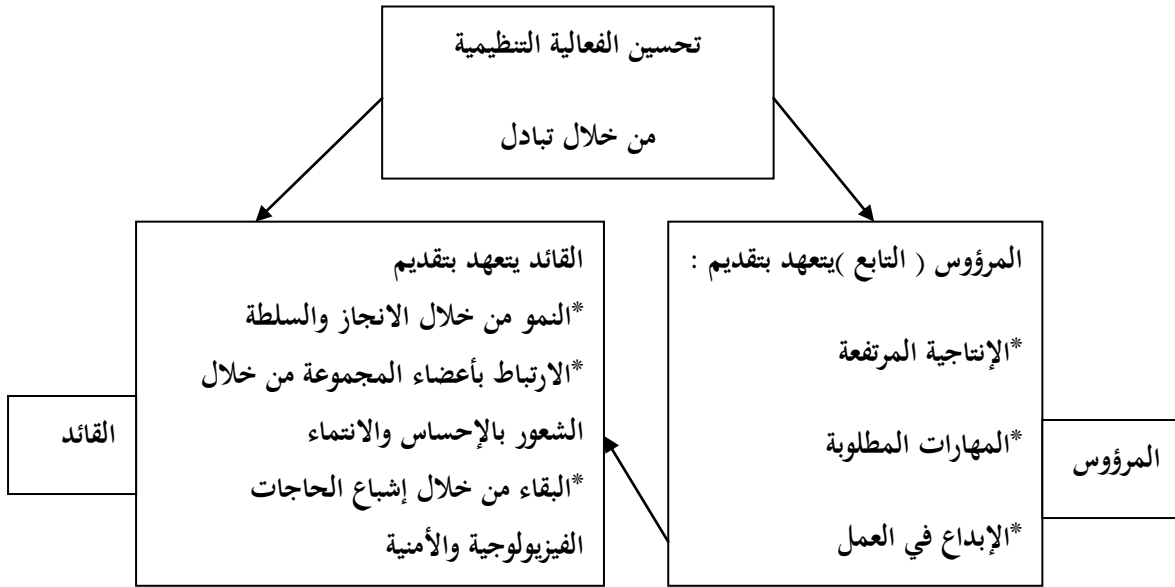 تحسين الفعالية التنظيمية
من خلال تبادل
المرؤوس ( التابع )يتعهد بتقديم :
*الإنتاجية المرتفعة
*المهارات المطلوبة
*الإبداع في العمل
المرؤوس
القائد يتعهد بتقديم
*النمو من خلال الانجاز والسلطة
*الارتباط بأعضاء المجموعة من خلال
الشعور بالإحساس والانتماء
*البقاء من خلال إشباع الحاجات
الفيزيولوجية والأمنية
القائد